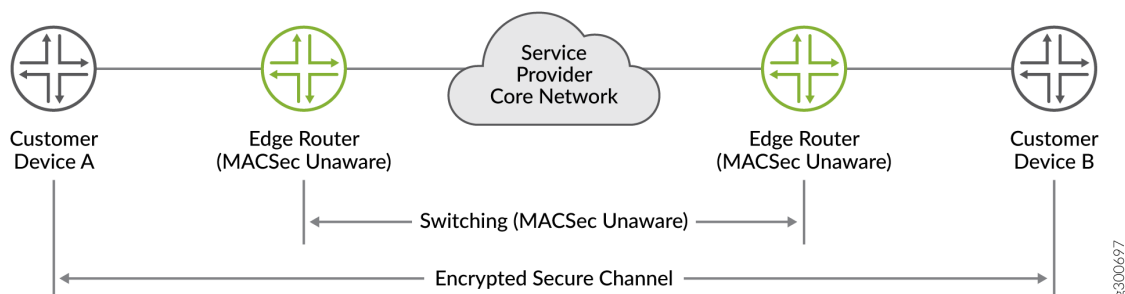 Service
Provider
Core Network
Customer
Device A
Edge Router
(MACSec Unaware)
Edge Router
(MACSec Unaware)
Customer
Device B
Switching (MACSec Unaware)
Encrypted Secure Channel
g300697